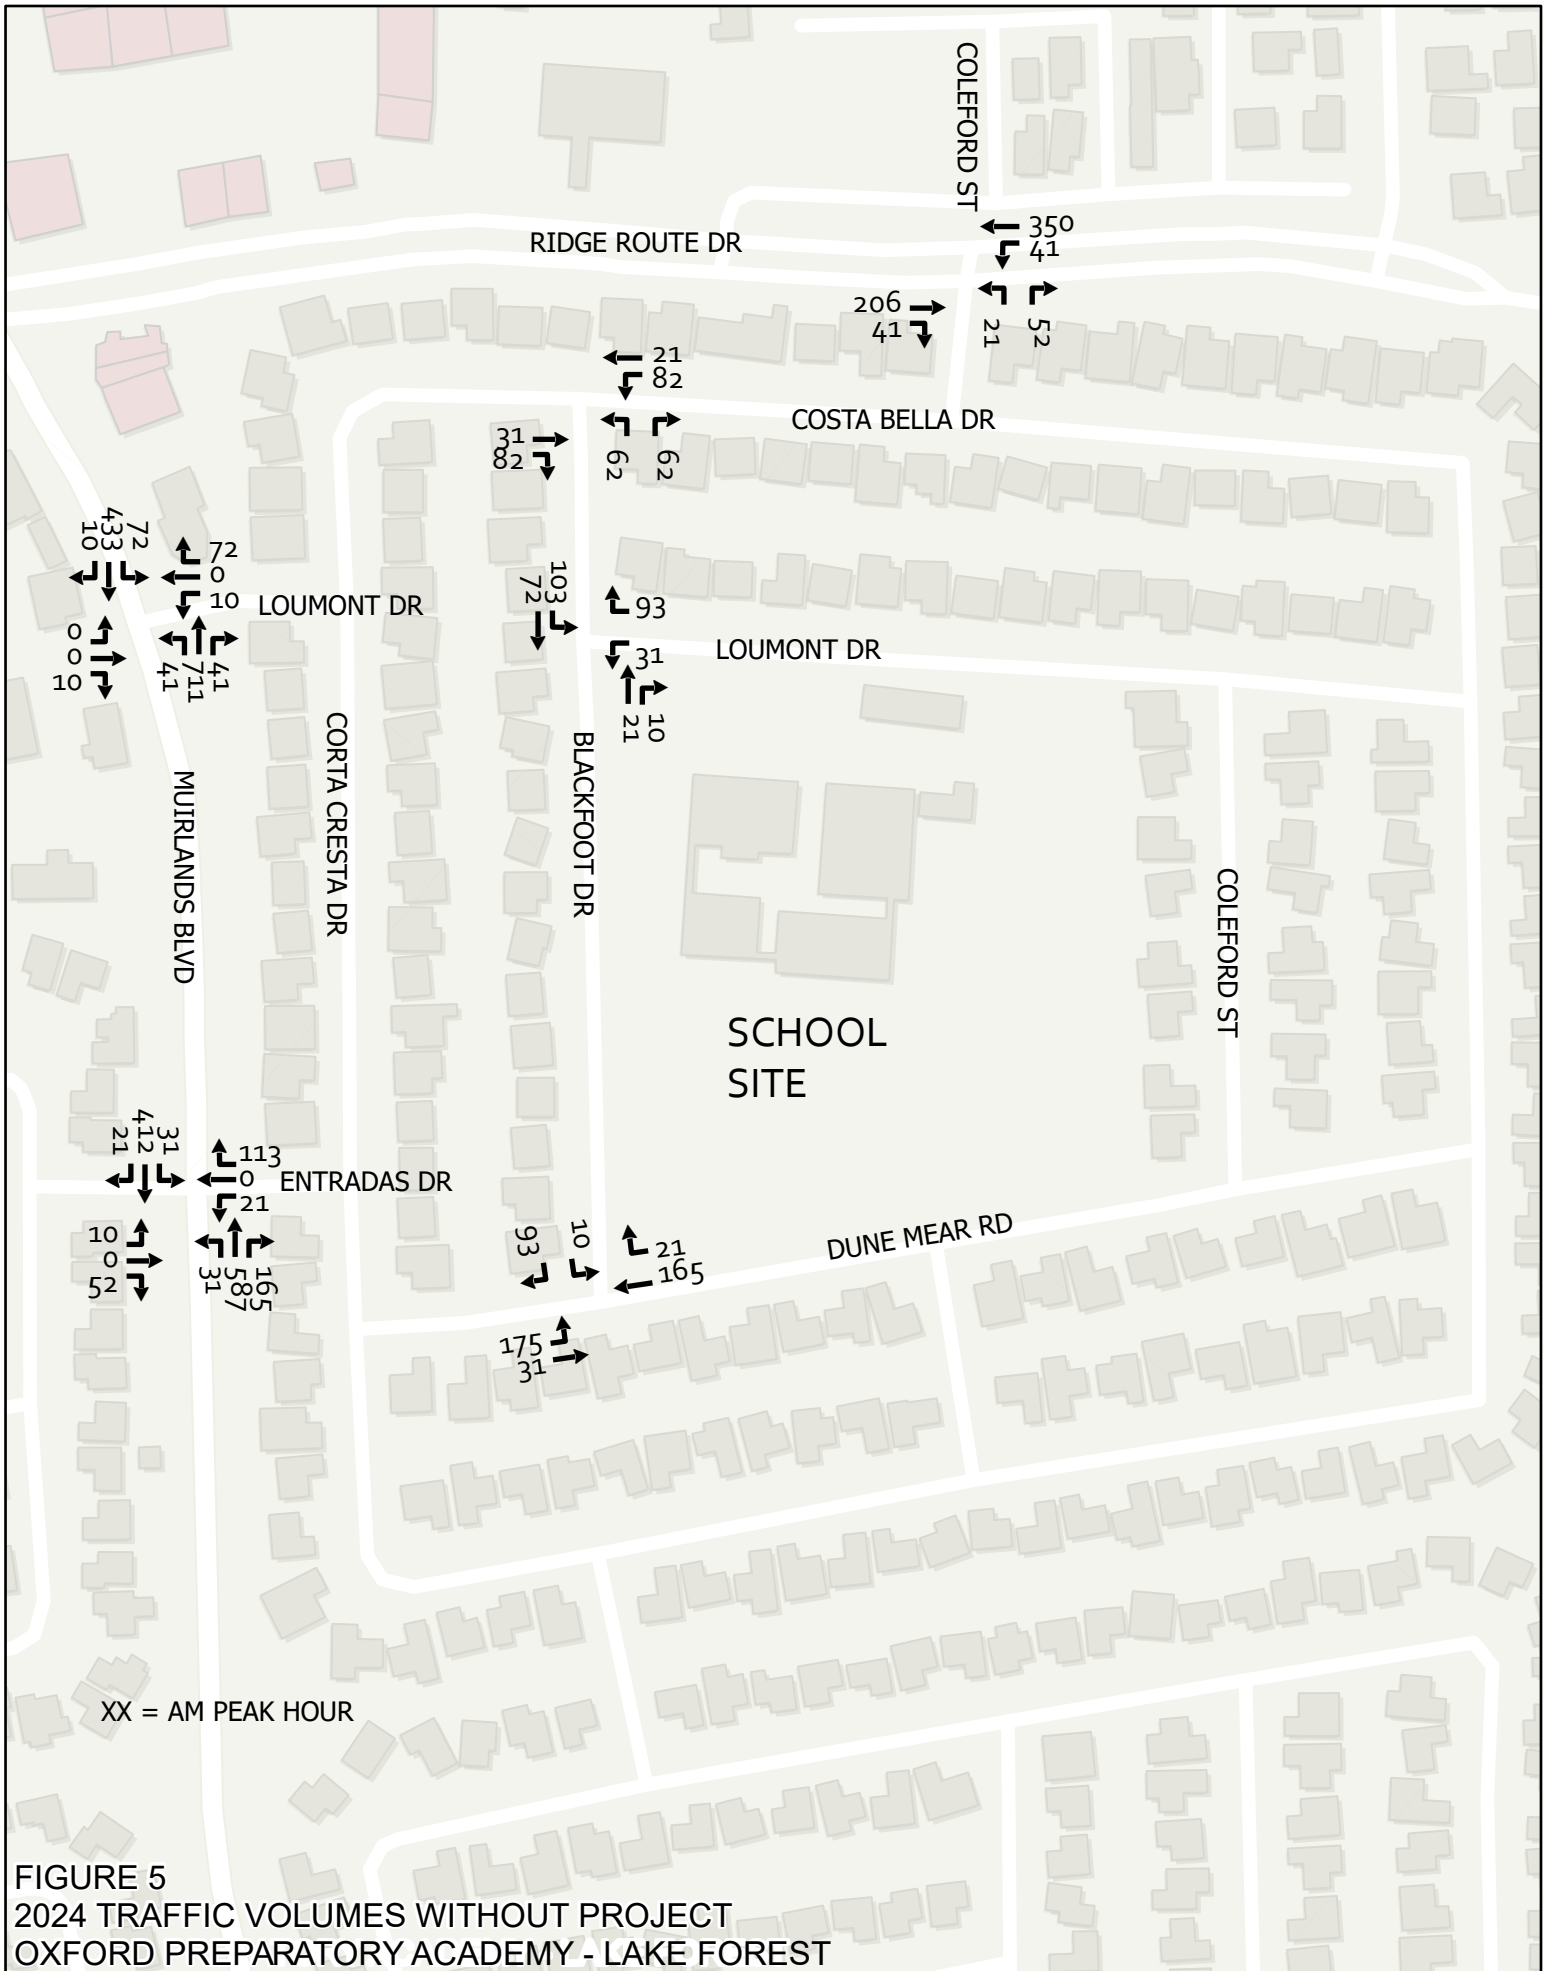 COLEFORD ST
350
41
RIDGE ROUTE DR
206
41
21
52
21
82
COSTA BELLA DR
31
82
62
62
10
433
72
72
0
10
LOUMONT DR
0
0
10
41
711
41
72
103
93
31
LOUMONT DR
21
10
CORTA CRESTA DR
BLACKFOOT DR
MUIRLANDS BLVD
COLEFORD ST
SCHOOL
SITE
21
412
31
113
0
21
ENTRADAS DR
10
0
52
31
587
165
93
10
21
165
DUNE MEAR RD
175
31
XX = AM PEAK HOUR
FIGURE 5
2024 TRAFFIC VOLUMES WITHOUT PROJECT
OXFORD PREPARATORY ACADEMY - LAKE FOREST